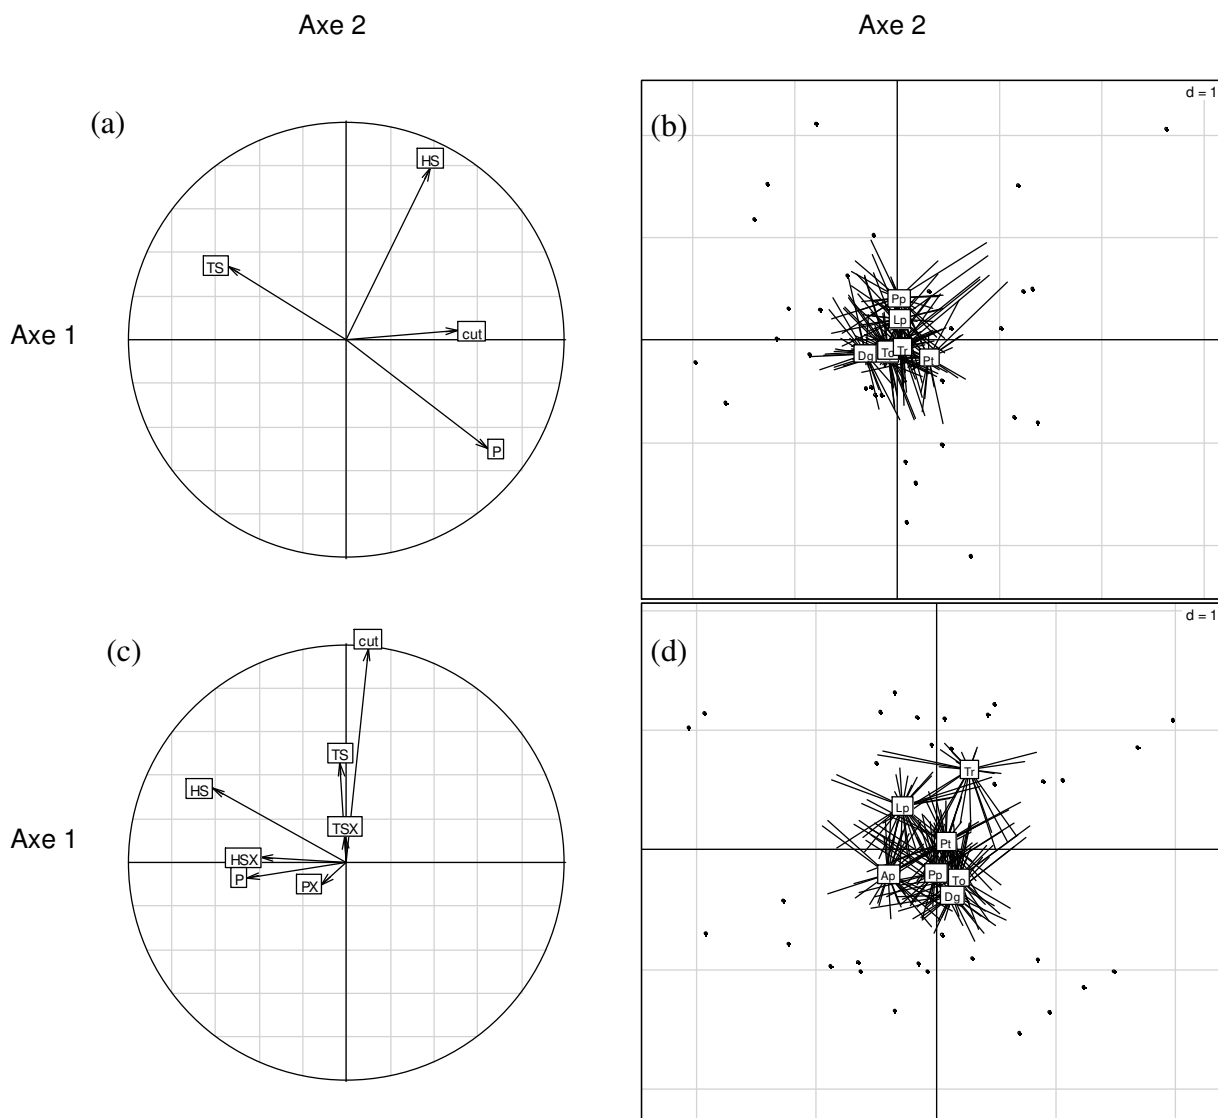 Axe 2
Axe 2
(a)
HS
TS
cut
P
Axe 1
(b)
d = 1
Pp
Lp
Dg
To
Tr
Pt
(c)
cut
TS
HS
TSX
HSX
P
PX
Axe 1
(d)
d = 1
Tr
Lp
Pt
Ap
Pp
To
Dg